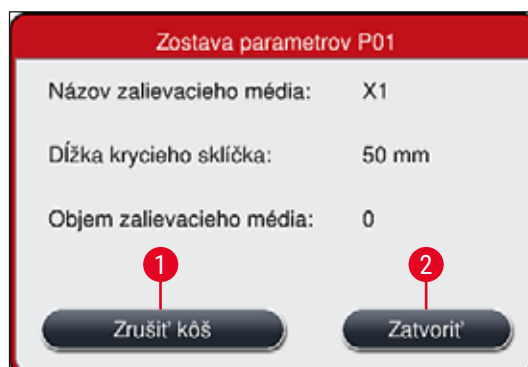 Zostava parametrov P01
Názov zalievacieho média: X1
Dĺžka krycieho sklíčka: 50 mm
Objem zalievacieho média: 0
1 2
Zrušiť kôš Zatvoriť